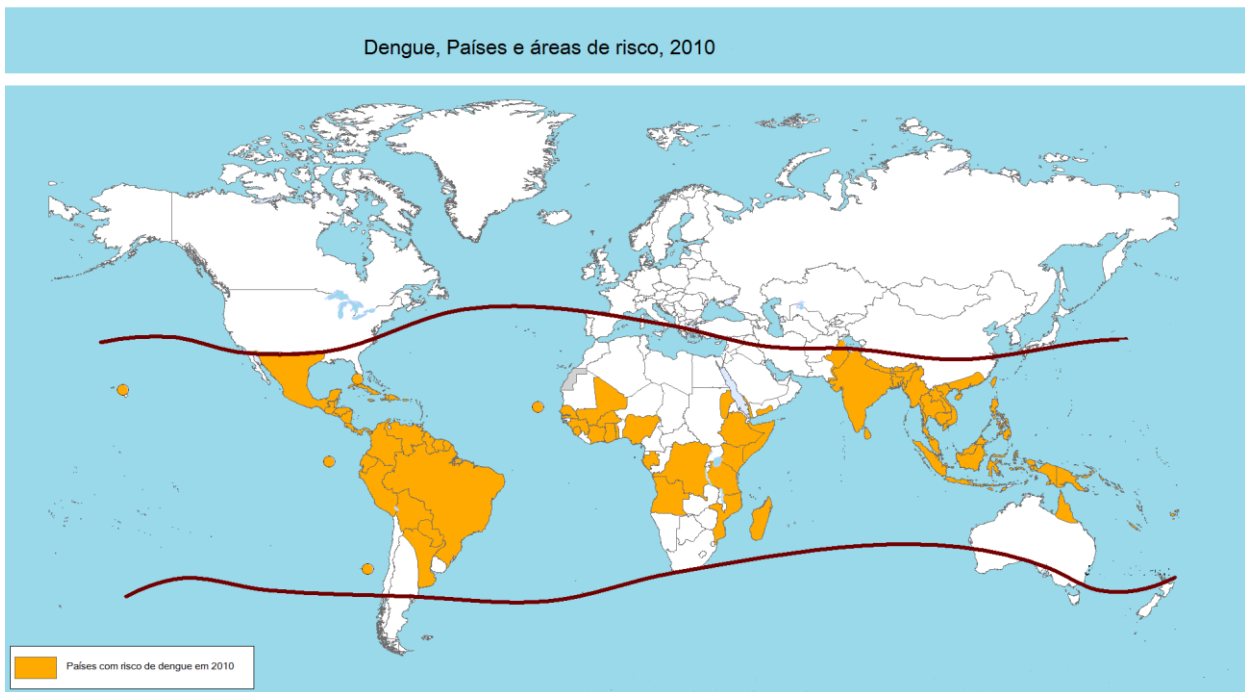 Dengue, Países e áreas de risco, 2010
Países com risco de dengue em 2010